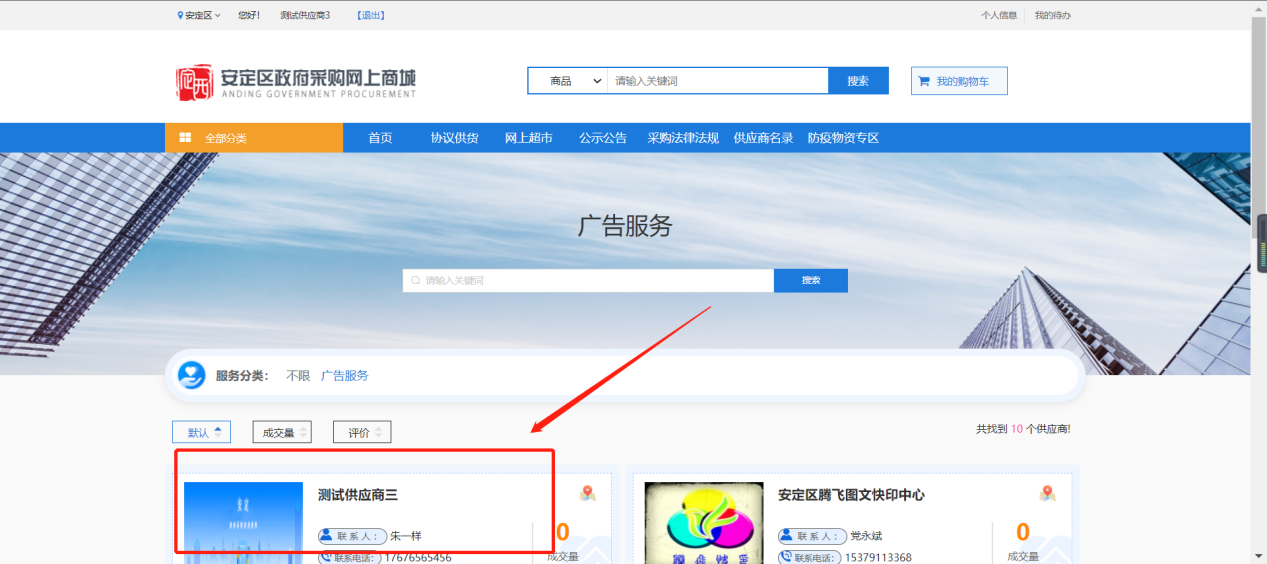 安定区 您好! 测试供应商3 【退出】 个人信息 我的待办
定西 安定区政府采购网上商城
ANDING GOVERNMENT PROCUREMENT
商品 请输入关键词 搜索 我的购物车
全部分类 首页 协议供货 网上超市 公示公告 采购法律法规 供应商名录 防疫物资专区
广告服务
请输入关键词 搜索
服务分类: 不限 广告服务
默认 成交量 评价 共找到 10 个供应商!
测试供应商三
安定
联 系 人: 朱一样
0
联系电话: 17676565456
成交量
安定区腾飞图文快印中心
联 系 人: 党永斌
0
联系电话: 15379113368
成交量